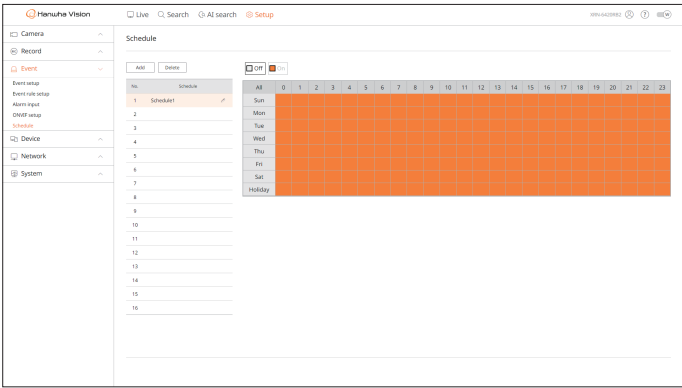 Hanwha Vision
Live Search AI search Setup
XRN-6420RB2 ? W
Camera
Record
Event
Event setup
Event rule setup
Alarm input
ONVIF setup
Schedule
Device
Network
System
Schedule
Add Delete
No. Schedule
1 Schedule1
2
3
4
5
6
7
8
9
10
11
12
13
14
15
16
Off On
All 0 1 2 3 4 5 6 7 8 9 10 11 12 13 14 15 16 17 18 19 20 21 22 23
Sun
Mon
Tue
Wed
Thu
Fri
Sat
Holiday